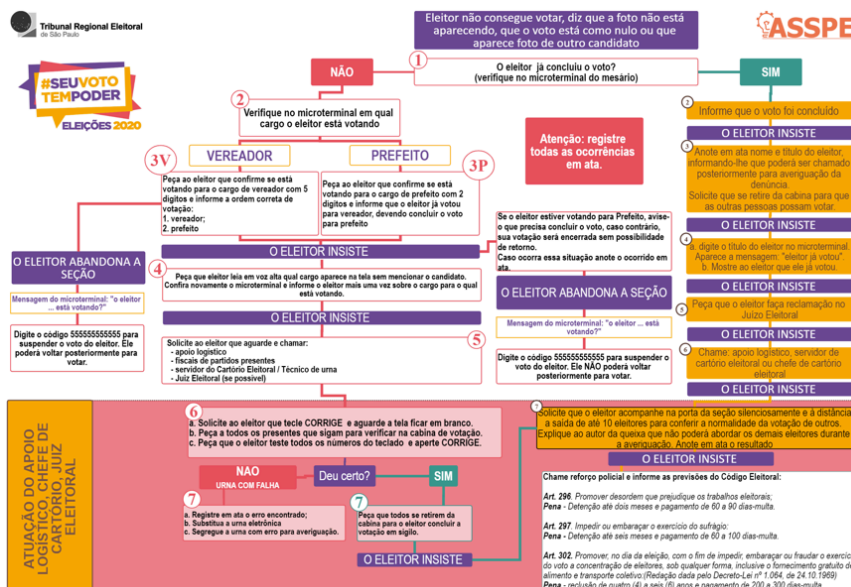 Tribunal Regional Eleitoral
de São Paulo
#SEUVOTO
TEMPODER
ELEIÇÕES 2020
Eleitor não consegue votar, diz que a foto não está
aparecendo, que o voto está como nulo ou que
aparece foto de outro candidato
ASSPE
NÃO
1
O eleitor já concluiu o voto?
(verifique no microterminal do mesário)
SIM
2
Verifique no microterminal em qual
cargo o eleitor está votando
3V
VEREADOR
PREFEITO
3P
Peça ao eleitor que confirme se está
votando para o cargo de vereador com 5
dígitos e informe a ordem correta de
votação:
1. vereador;
2. prefeito
Peça ao eleitor que confirme se está
votando para o cargo de prefeito com 2
dígitos e informe que o eleitor já votou
para vereador, devendo concluir o voto
para prefeito
Atenção: registre
todas as ocorrências
em ata.
O ELEITOR INSISTE
O ELEITOR ABANDONA A
SEÇÃO
Mensagem do microterminal: "o eleitor
... está votando?"
Digite o código 555555555555 para
suspender o voto do eleitor. Ele
poderá votar posteriormente para
votar.
4
Peça que eleitor leia em voz alta qual cargo aparece na tela sem mencionar o candidato.
Confira novamente o microterminal e informe o eleitor mais uma vez sobre o cargo para o qual
está votando.
O ELEITOR INSISTE
5
Solicite ao eleitor que aguarde e chamar:
- apoio logístico
- fiscais de partidos presentes
- servidor do Cartório Eleitoral / Técnico de urna
- Juiz Eleitoral (se possível)
Se o eleitor estiver votando para Prefeito, avise-
o que precisa concluir o voto, caso contrário,
sua votação será encerrada sem possibilidade
de retorno.
Caso ocorra essa situação anote o ocorrido em
ata.
O ELEITOR ABANDONA A SEÇÃO
Mensagem do microterminal: "o eleitor ... está
votando?"
Digite o código 555555555555 para suspender o
voto do eleitor. Ele NÃO poderá voltar
posteriormente para votar.
2
Informe que o voto foi concluído
O ELEITOR INSISTE
3
Anote em ata nome e título do eleitor,
informando-lhe que poderá ser chamado
posteriormente para averiguação da
denúncia.
Solicite que se retire da cabina para que
as outras pessoas possam votar.
4
a. digite o título do eleitor no microterminal.
Aparece a mensagem: "eleitor já votou".
b. Mostre ao eleitor que ele já votou.
O ELEITOR INSISTE
5
Peça que o eleitor faça reclamação no
Juízo Eleitoral
O ELEITOR INSISTE
6
Chame: apoio logístico, servidor de
cartório eleitoral ou chefe de cartório
eleitoral
O ELEITOR INSISTE
ATUAÇÃO DO APOIO
LOGÍSTICO, CHEFE DE
CARTÓRIO, JUIZ
ELEITORAL
6
a. Solicite ao eleitor que tecle CORRIGE e aguarde a tela ficar em branco.
b. Peça a todos os presentes que sigam para verificar na cabina de votação.
c. Peça que o eleitor teste todos os números do teclado e aperte CORRIGE.
NAO
URNA COM FALHA
Deu certo?
SIM
7
a. Registre em ata o erro encontrado;
b. Substitua a urna eletrônica
c. Segregue a urna com erro para averiguação.
7
Peça que todos se retirem da
cabina para o eleitor concluir a
votação em sigilo.
O ELEITOR INSISTE
7
Solicite que o eleitor acompanhe na porta da seção silenciosamente e à distância
a saída de até 10 eleitores para conferir a normalidade da votação de outros.
Explique ao autor da queixa que não poderá abordar os demais eleitores durante
a averiguação. Anote em ata o resultado
O ELEITOR INSISTE
Chame reforço policial e informe as previsões do Código Eleitoral:
Art. 296. Promover desordem que prejudique os trabalhos eleitorais;
Pena - Detenção até dois meses e pagamento de 60 a 90 dias-multa.
Art. 297. Impedir ou embaraçar o exercício do sufrágio:
Pena - Detenção até seis meses e pagamento de 60 a 100 dias-multa.
Art. 302. Promover, no dia da eleição, com o fim de impedir, embaraçar ou fraudar o exercíc
do voto a concentração de eleitores, sob qualquer forma, inclusive o fornecimento gratuito de
alimento e transporte coletivo:(Redação dada pelo Decreto-Lei nº 1.064, de 24.10.1969)
Pena - reclusão de quatro (4) a seis (6) anos e pagamento de 200 a 300 dias-multa.